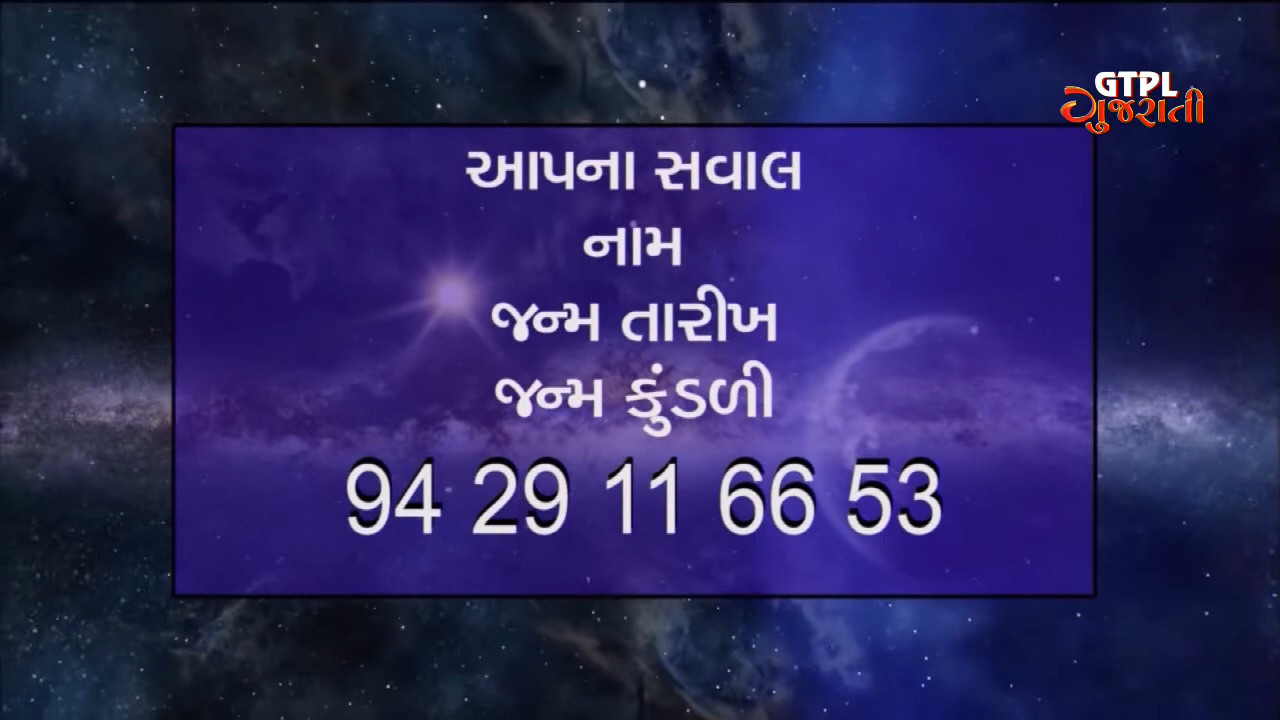 GTPL
ગુજરાતી
આપના સવાલ
નામ
જન્મ તારીખ
જન્મ કુંડળી
94 29 11 66 53